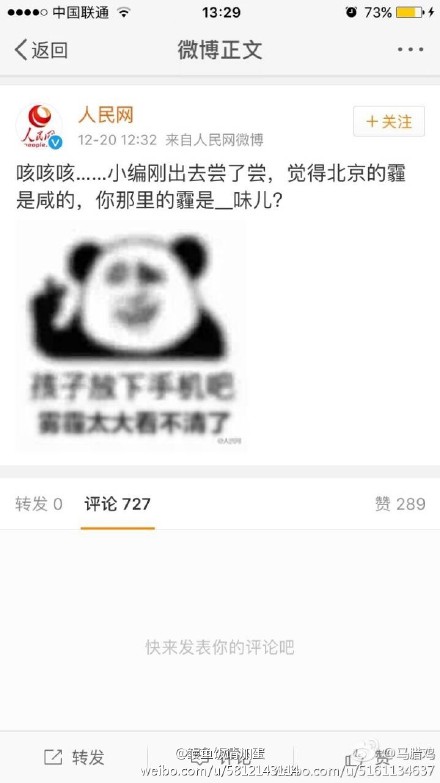 中国联通
13:29
73%
返回
微博正文
人民网
12-20 12:32 来自人民网微博
+关注
人民网
people.
咳咳咳……小编刚出去尝了尝，觉得北京的霾
是咸的，你那里的霾是__味儿？
孩子放下手机吧
雾霾太大看不清了
转发 0
评论 727
赞 289
快来发表你的评论吧
转发
评论
赞
@马腊鸡
weibo.com/u/5161134637